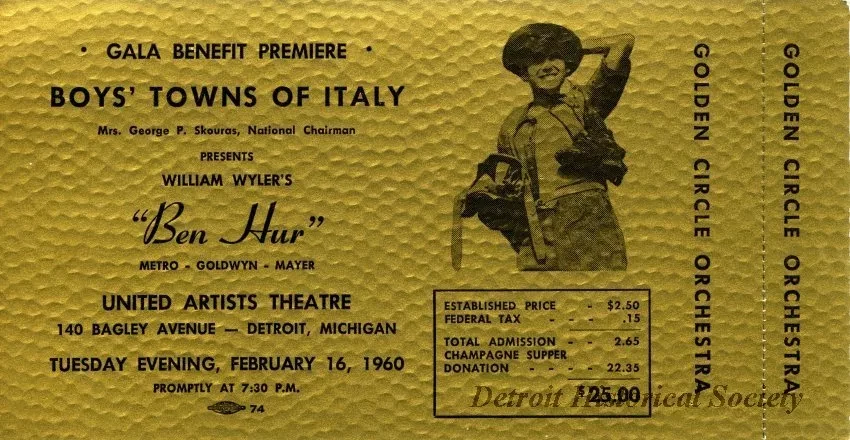 • GALA BENEFIT PREMIERE •
BOYS' TOWNS OF ITALY
Mrs. George P. Skouras, National Chairman
PRESENTS
WILLIAM WYLER'S
"Ben Hur"
METRO - GOLDWYN - MAYER
UNITED ARTISTS THEATRE
140 BAGLEY AVENUE — DETROIT, MICHIGAN
TUESDAY EVENING, FEBRUARY 16, 1960
PROMPTLY AT 7:30 P.M.
74
ESTABLISHED PRICE - - $2.50
FEDERAL TAX - - - .15
TOTAL ADMISSION - - 2.65
CHAMPAGNE SUPPER
DONATION - - - - 22.35
$25.00
GOLDEN CIRCLE ORCHESTRA
GOLDEN CIRCLE ORCHESTRA
Detroit Historical Society